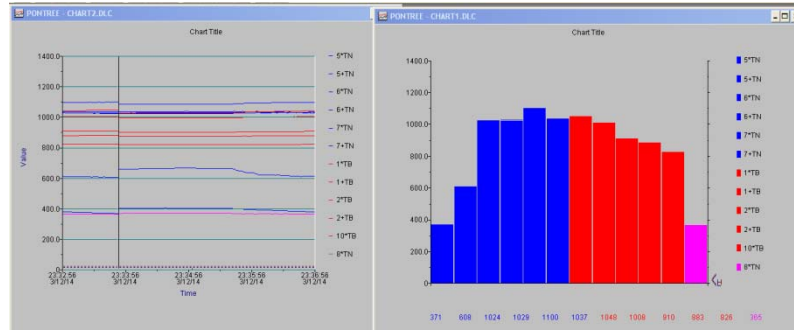 PONTREE - CHART2.DLC
Chart Title
1400.0
1200.0
1000.0
800.0
600.0
400.0
200.0
0
Value
23:32:56
3/12/14
23:33:56
3/12/14
23:34:56
3/12/14
23:35:56
3/12/14
23:36:56
3/12/14
Time
5*TN
5+TN
6*TN
6+TN
7*TN
7+TN
1*TB
1+TB
2*TB
2+TB
10*TB
8*TN
PONTREE - CHART1.DLC
Chart Title
1400.0
1200.0
1000.0
800.0
600.0
400.0
200.0
0
5*TN
5+TN
6*TN
6+TN
7*TN
7+TN
1*TB
1+TB
2*TB
2+TB
10*TB
8*TN
371 608 1024 1029 1100 1037 1048 1008 910 883 826 365